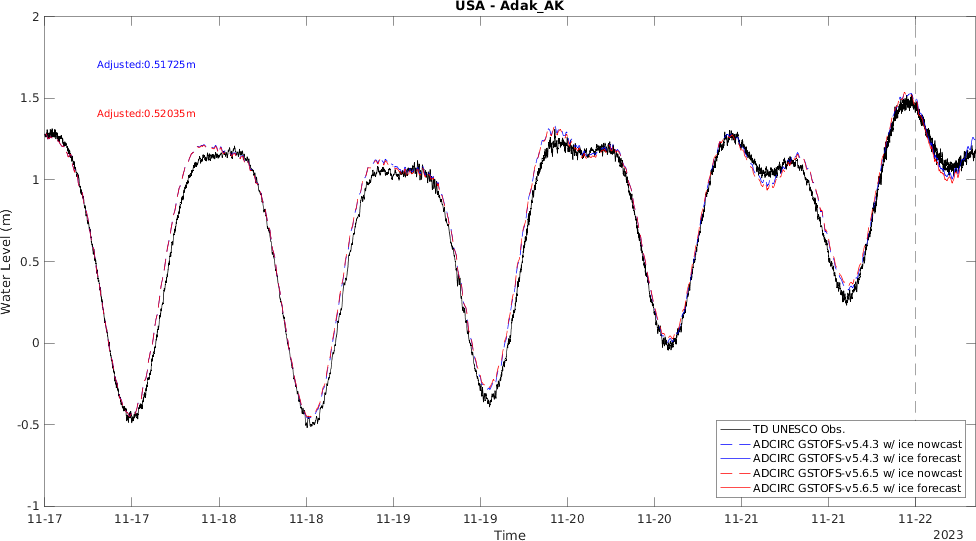 USA - Adak_AK
2
1.5
1
0.5
0
-0.5
-1
Water Level (m)
Adjusted:0.51725m
Adjusted:0.52035m
TD UNESCO Obs.
ADCIRC GSTOFS-v5.4.3 w/ ice nowcast
ADCIRC GSTOFS-v5.4.3 w/ ice forecast
ADCIRC GSTOFS-v5.6.5 w/ ice nowcast
ADCIRC GSTOFS-v5.6.5 w/ ice forecast
11-17 11-17 11-18 11-18 11-19 11-19 11-20 11-20 11-21 11-21 11-22
Time
2023